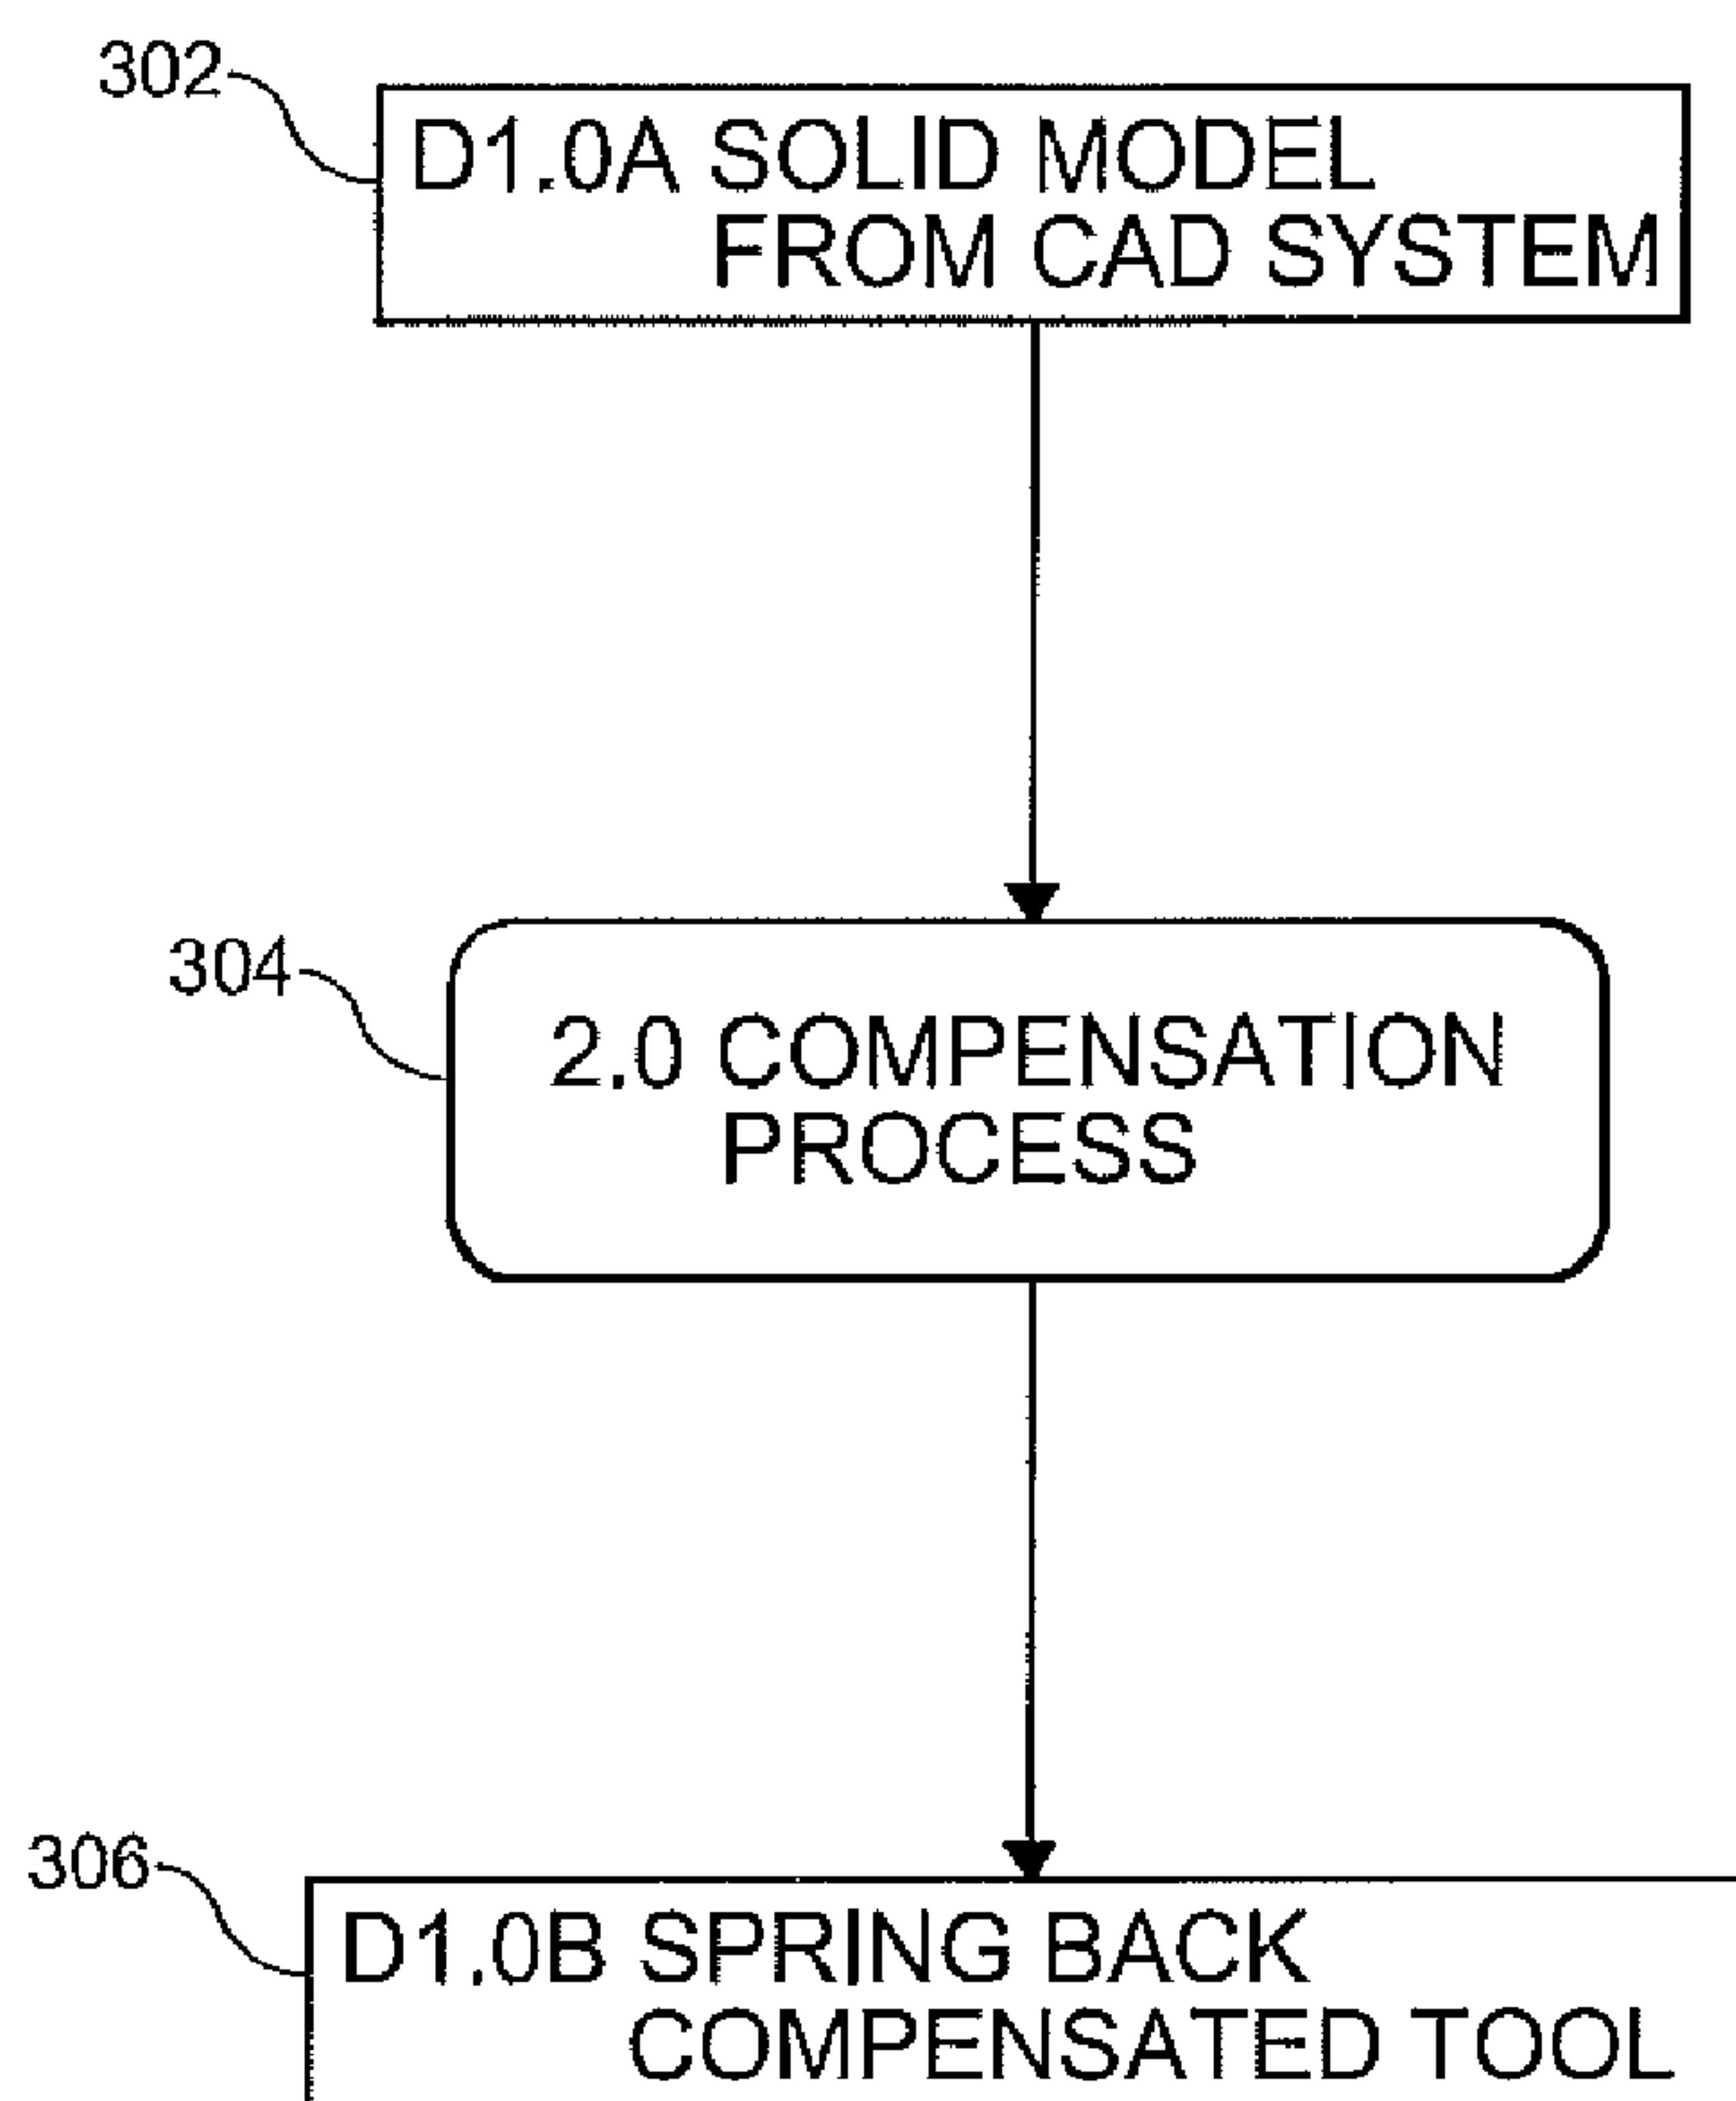 302
D1.0A SOLID MODEL
FROM CAD SYSTEM
304
2.0 COMPENSATION
PROCESS
306
D1.0B SPRING BACK
COMPENSATED TOOL